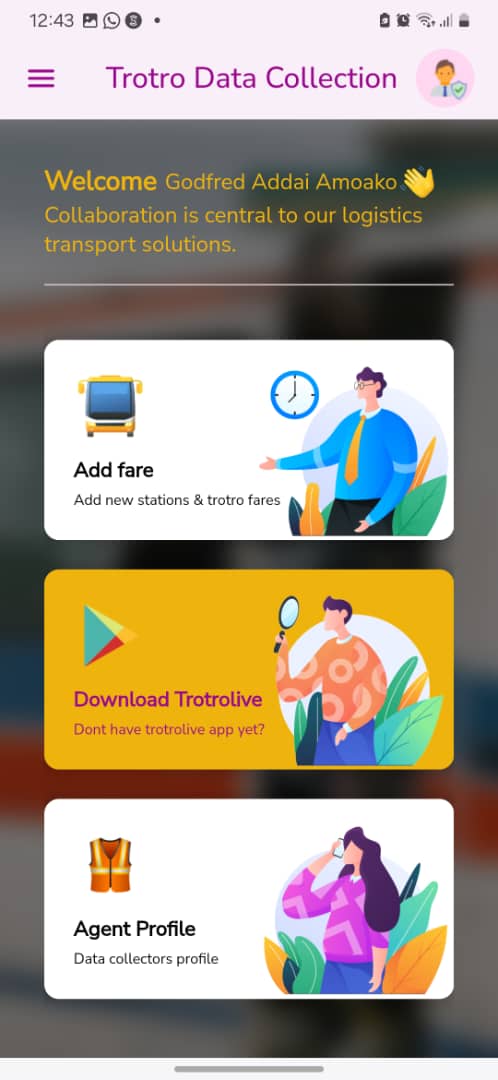 12:43
Trotro Data Collection
Welcome Godfred Addai Amoako 👋
Collaboration is central to our logistics
transport solutions.
Add fare
Add new stations & trotro fares
Download Trotrolive
Dont have trotrolive app yet?
Agent Profile
Data collectors profile